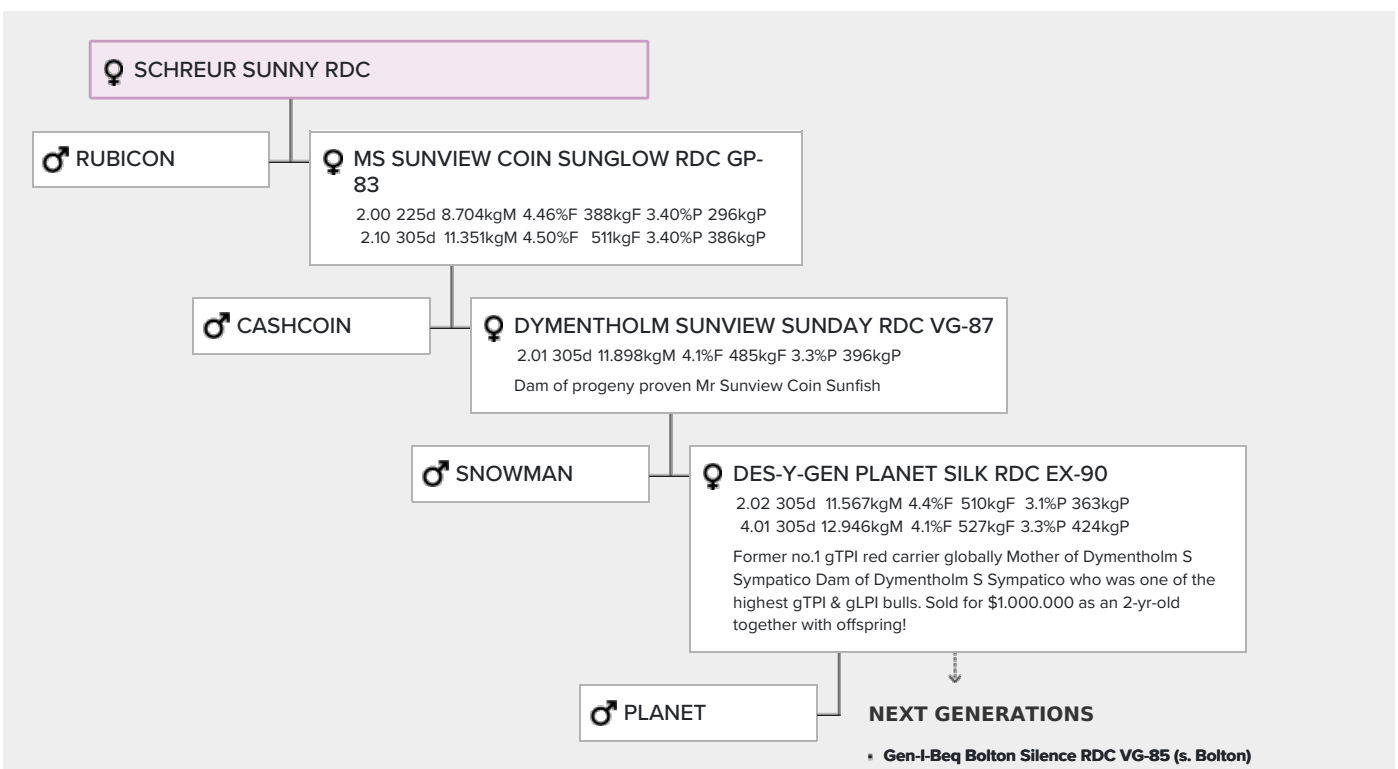 SCHREUR SUNNY RDC
RUBICON
MS SUNVIEW COIN SUNGLOW RDC GP-
83
2.00 225d 8.704kgM 4.46%F 388kgF 3.40%P 296kgP
2.10 305d 11.351kgM 4.50%F 511kgF 3.40%P 386kgP
CASHCOIN
DYMENTHOLM SUNVIEW SUNDAY RDC VG-87
2.01 305d 11.898kgM 4.1%F 485kgF 3.3%P 396kgP
Dam of progeny proven Mr Sunview Coin Sunfish
SNOWMAN
DES-Y-GEN PLANET SILK RDC EX-90
2.02 305d 11.567kgM 4.4%F 510kgF 3.1%P 363kgP
4.01 305d 12.946kgM 4.1%F 527kgF 3.3%P 424kgP
Former no.1 gTPI red carrier globally Mother of Dymentholm S
Sympatico Dam of Dymentholm S Sympatico who was one of the
highest gTPI & gLPI bulls. Sold for $1.000.000 as an 2-yr-old
together with offspring!
PLANET
NEXT GENERATIONS
▪ Gen-I-Beq Bolton Silence RDC VG-85 (s. Bolton)